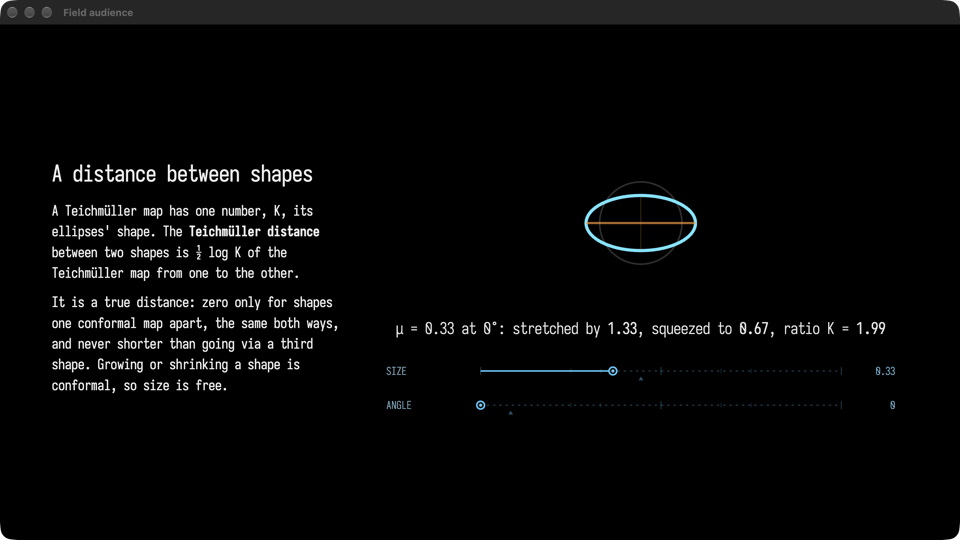 Field audience
A distance between shapes
A Teichmüller map has one number, K, its
ellipses' shape. The Teichmüller distance
between two shapes is ½ log K of the
Teichmüller map from one to the other.
It is a true distance: zero only for shapes
one conformal map apart, the same both ways,
and never shorter than going via a third
shape. Growing or shrinking a shape is
conformal, so size is free.
μ = 0.33 at 0°: stretched by 1.33, squeezed to 0.67, ratio K = 1.99
SIZE 0.33
ANGLE 0